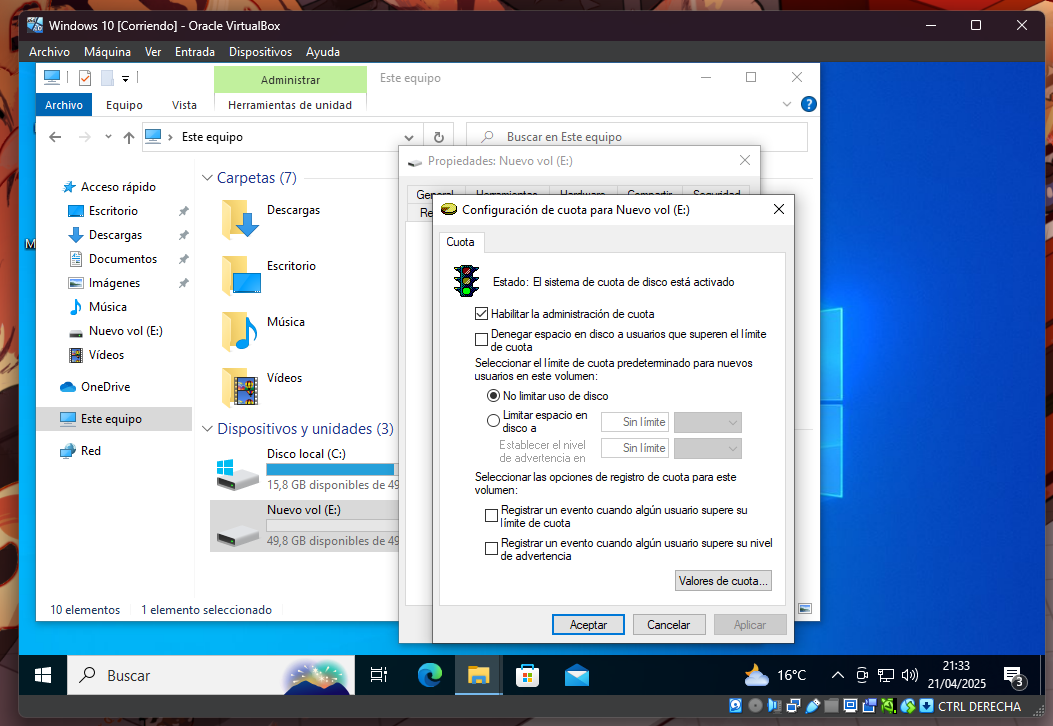 Windows 10 [Corriendo] - Oracle VirtualBox
Archivo Máquina Ver Entrada Dispositivos Ayuda
Administrar Este equipo
Archivo Equipo Vista Herramientas de unidad
Este equipo Buscar en Este equipo
Propiedades: Nuevo vol (E:)
General Herramientas Hardware Compartir Seguridad
Configuración de cuota para Nuevo vol (E:)
Cuota
Estado: El sistema de cuota de disco está activado
Habilitar la administración de cuota
Denegar espacio en disco a usuarios que superen el límite
de cuota
Seleccionar el límite de cuota predeterminado para nuevos
usuarios en este volumen:
No limitar uso de disco
Limitar espacio en
disco a
Sin límite
Establecer el nivel
de advertencia en
Sin límite
Seleccionar las opciones de registro de cuota para este
volumen:
Registrar un evento cuando algún usuario supere su
límite de cuota
Registrar un evento cuando algún usuario supere su nivel
de advertencia
Valores de cuota...
Aceptar Cancelar Aplicar
Acceso rápido
Escritorio
Descargas
Documentos
Imágenes
Música
Nuevo vol (E:)
Vídeos
OneDrive
Este equipo
Red
Carpetas (7)
Descargas
Escritorio
Música
Vídeos
Dispositivos y unidades (3)
Disco local (C:)
15,8 GB disponibles de 49
Nuevo vol (E:)
49,8 GB disponibles de 49
10 elementos 1 elemento seleccionado
Buscar
16°C
21:33
21/04/2025
3
CTRL DERECHA